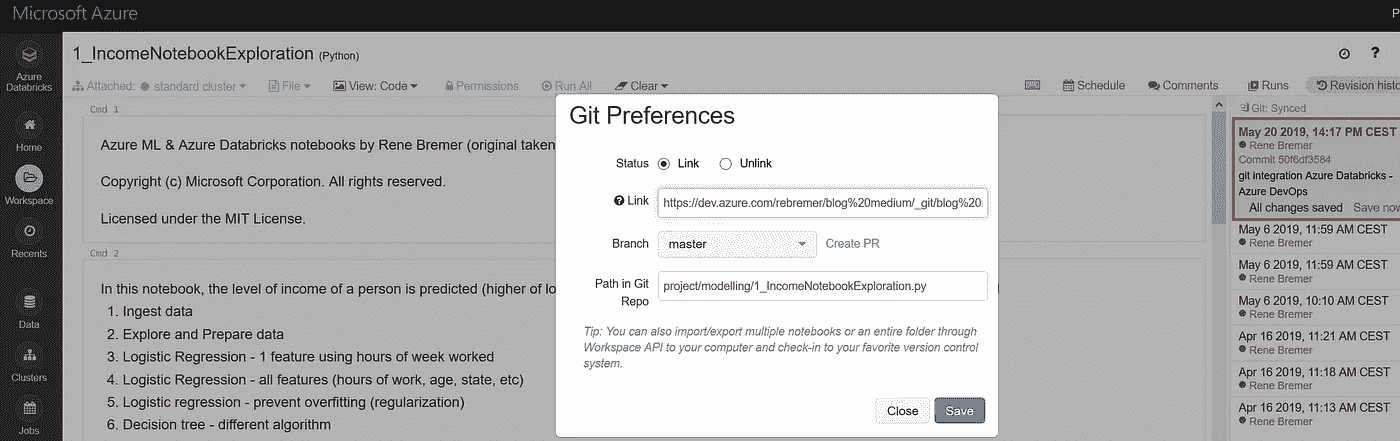 Microsoft Azure
P
1_IncomeNotebookExploration (Python)
?
Azure
Databricks
Home
Workspace
Recents
Data
Clusters
Jobs
Attached: standard cluster
File
View: Code
Permissions
Run All
Clear
Schedule
Comments
Runs
Revision histo
Cmd 1
Azure ML & Azure Databricks notebooks by Rene Bremer (original taken
Copyright (c) Microsoft Corporation. All rights reserved.
Licensed under the MIT License.
Cmd 2
In this notebook, the level of income of a person is predicted (higher of lo
1. Ingest data
2. Explore and Prepare data
3. Logistic Regression - 1 feature using hours of week worked
4. Logistic Regression - all features (hours of work, age, state, etc)
5. Logistic regression - prevent overfitting (regularization)
6. Decision tree - different algorithm
Git Preferences
Status Link Unlink
? Link https://dev.azure.com/rebremer/blog%20medium/_git/blog%20
Branch master Create PR
Path in Git
Repo
project/modelling/1_IncomeNotebookExploration.py
Tip: You can also import/export multiple notebooks or an entire folder through
Workspace API to your computer and check-in to your favorite version control
system.
Close Save
Git: Synced
May 20 2019, 14:17 PM CEST
Rene Bremer
Commit 50f6df3584
git integration Azure Databricks -
Azure DevOps
All changes saved Save now
May 6 2019, 11:59 AM CEST
Rene Bremer
May 6 2019, 11:59 AM CEST
Rene Bremer
May 6 2019, 10:10 AM CEST
Rene Bremer
Apr 16 2019, 11:21 AM CEST
Rene Bremer
Apr 16 2019, 11:18 AM CEST
Rene Bremer
Apr 16 2019, 11:13 AM CEST
Rene Bremer